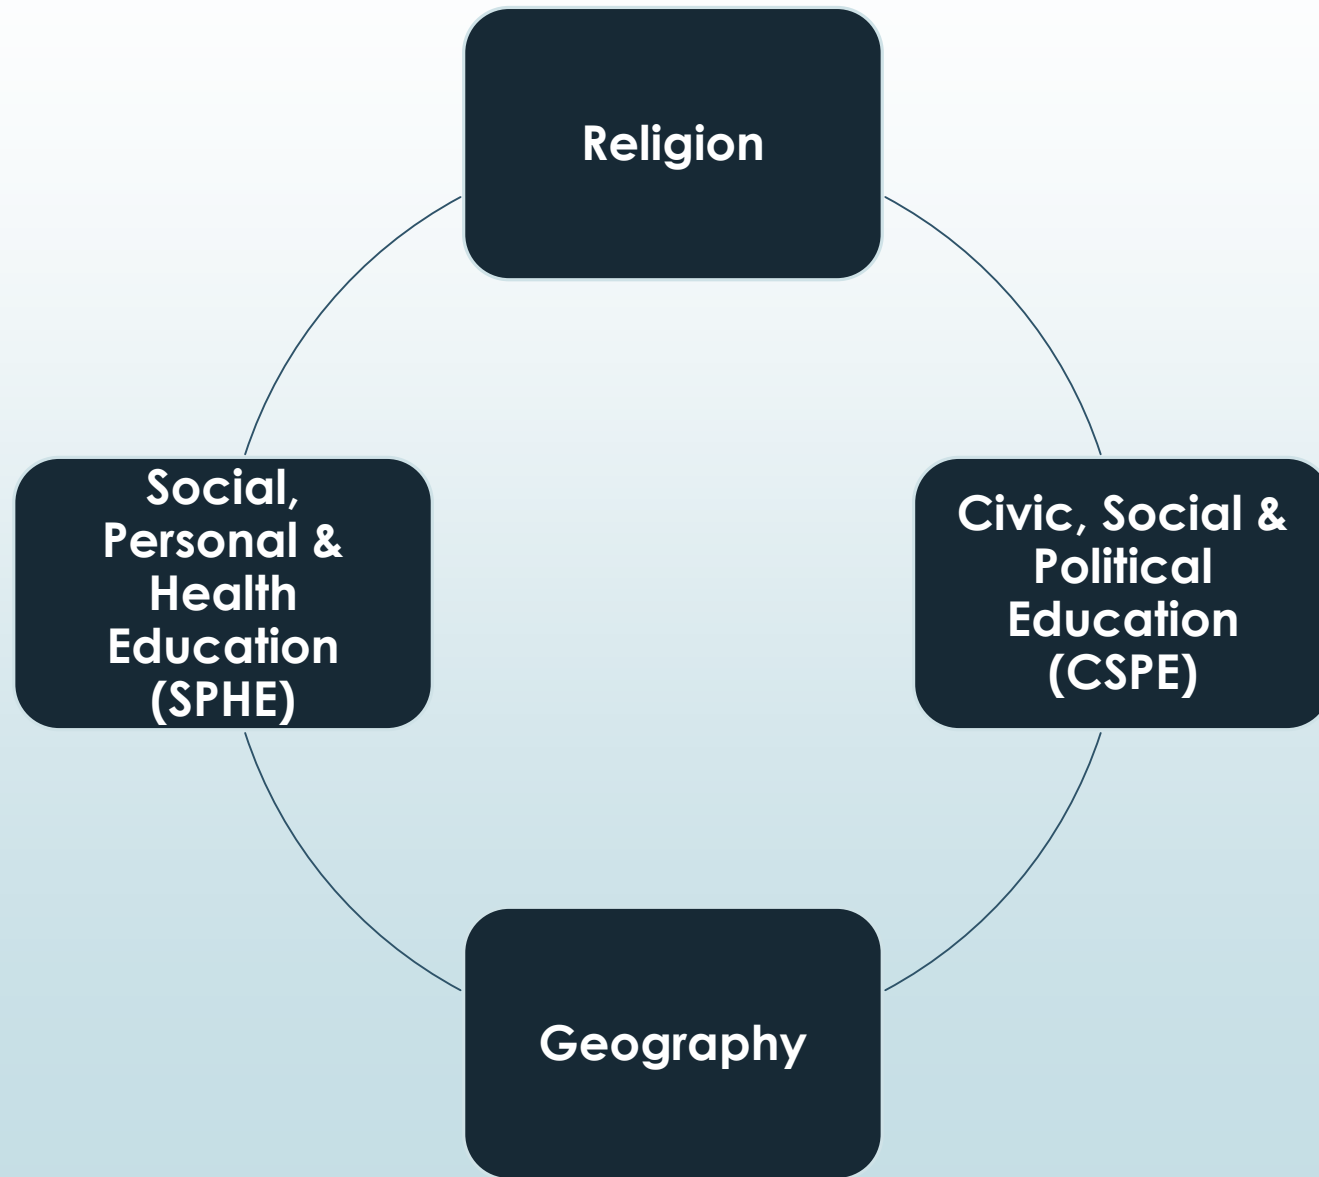 Religion
Social,
Personal &
Health
Education
(SPHE)
Civic, Social &
Political
Education
(CSPE)
Geography